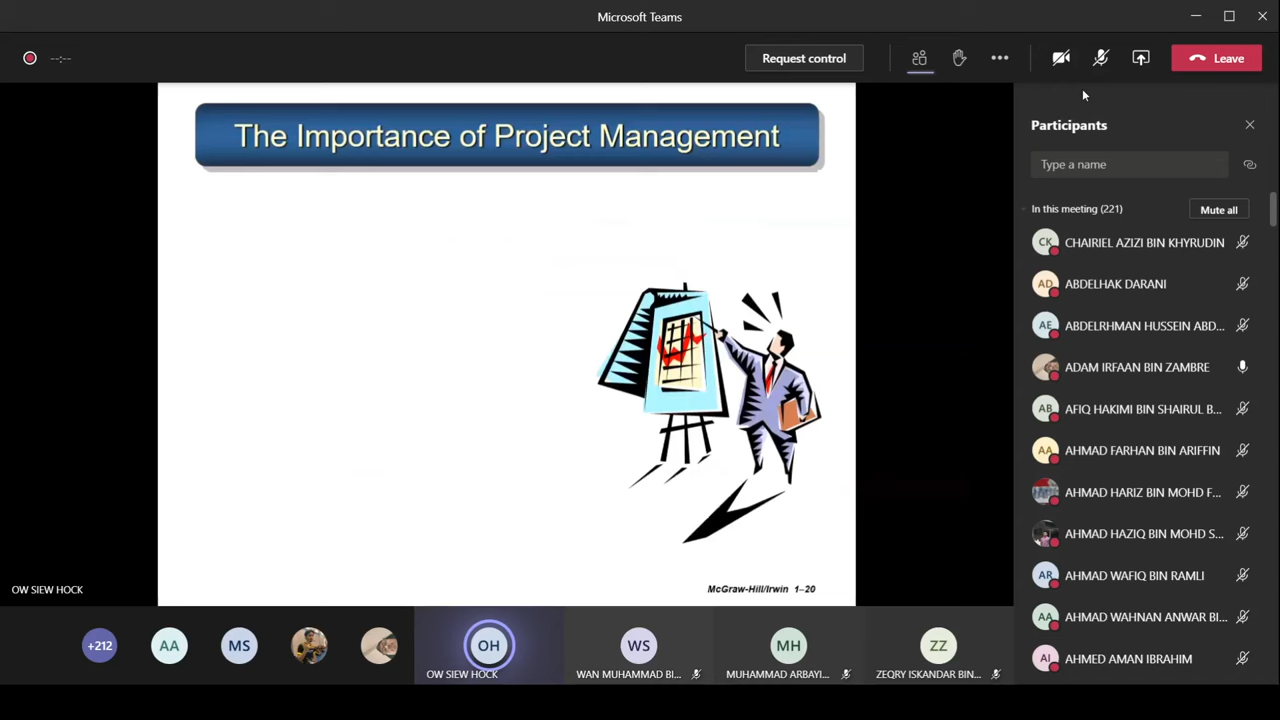 Microsoft Teams
--:--
Request control
Leave
The Importance of Project Management
McGraw-Hill/Irwin 1–20
OW SIEW HOCK
Participants
Type a name
In this meeting (221)
Mute all
CK CHAIRIEL AZIZI BIN KHYRUDIN
AD ABDELHAK DARANI
AE ABDELRHMAN HUSSEIN ABD...
ADAM IRFAAN BIN ZAMBRE
AB AFIQ HAKIMI BIN SHAIRUL B...
AA AHMAD FARHAN BIN ARIFFIN
AHMAD HARIZ BIN MOHD F...
AHMAD HAZIQ BIN MOHD S...
AR AHMAD WAFIQ BIN RAMLI
AA AHMAD WAHNAN ANWAR BI...
AI AHMED AMAN IBRAHIM
+212
AA
MS
OH
OW SIEW HOCK
WS
WAN MUHAMMAD BI...
MH
MUHAMMAD ARBAYI...
ZZ
ZEQRY ISKANDAR BIN...